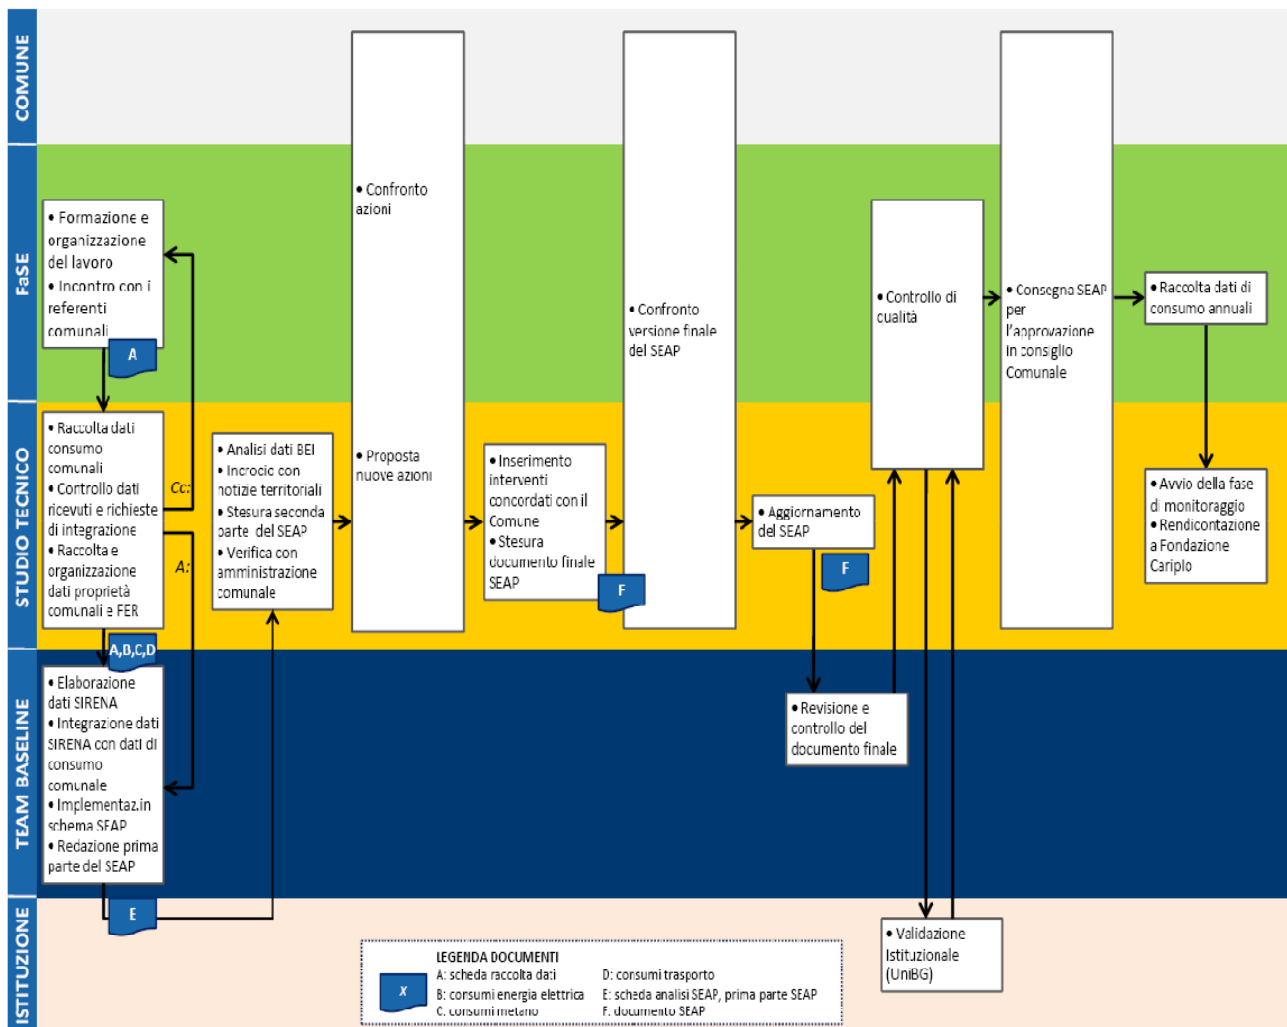 COMUNE
FaSE
STUDIO TECNICO
TEAM BASELINE
ISTITUZIONE
• Formazione e
organizzazione
del lavoro
• Incontro con i
referenti
comunali
A
• Raccolta dati
consumo
comunali
• Controllo dati
ricevuti e richieste
di integrazione
• Raccolta e
organizzazione
dati proprietà
comunali e FER
Cc:
A:
A,B,C,D
• Elaborazione
dati SIRENA
• Integrazione dati
SIRENA con dati di
consumo
comunale
• Implementaz.in
schema SEAP
• Redazione prima
parte del SEAP
E
• Analisi dati BEI
• Incrocio con
notizie territoriali
• Stesura seconda
parte del SEAP
• Verifica con
amministrazione
comunale
• Confronto
azioni
• Proposta
nuove azioni
• Inserimento
interventi
concordati con il
Comune
• Stesura
documento finale
SEAP
F
• Confronto
versione finale
del SEAP
• Aggiornamento
del SEAP
F
• Revisione e
controllo del
documento finale
• Controllo di
qualità
• Validazione
Istituzionale
(UniBG)
• Consegna SEAP
per
l'approvazione
in consiglio
Comunale
• Raccolta dati di
consumo annuali
• Avvio della fase
di monitoraggio
• Rendicontazione
a Fondazione
Cariplo
LEGENDA DOCUMENTI
X
A: scheda raccolta dati
B: consumi energia elettrica
C. consumi metano
D: consumi trasporto
E: scheda analisi SEAP, prima parte SEAP
F. documento SEAP